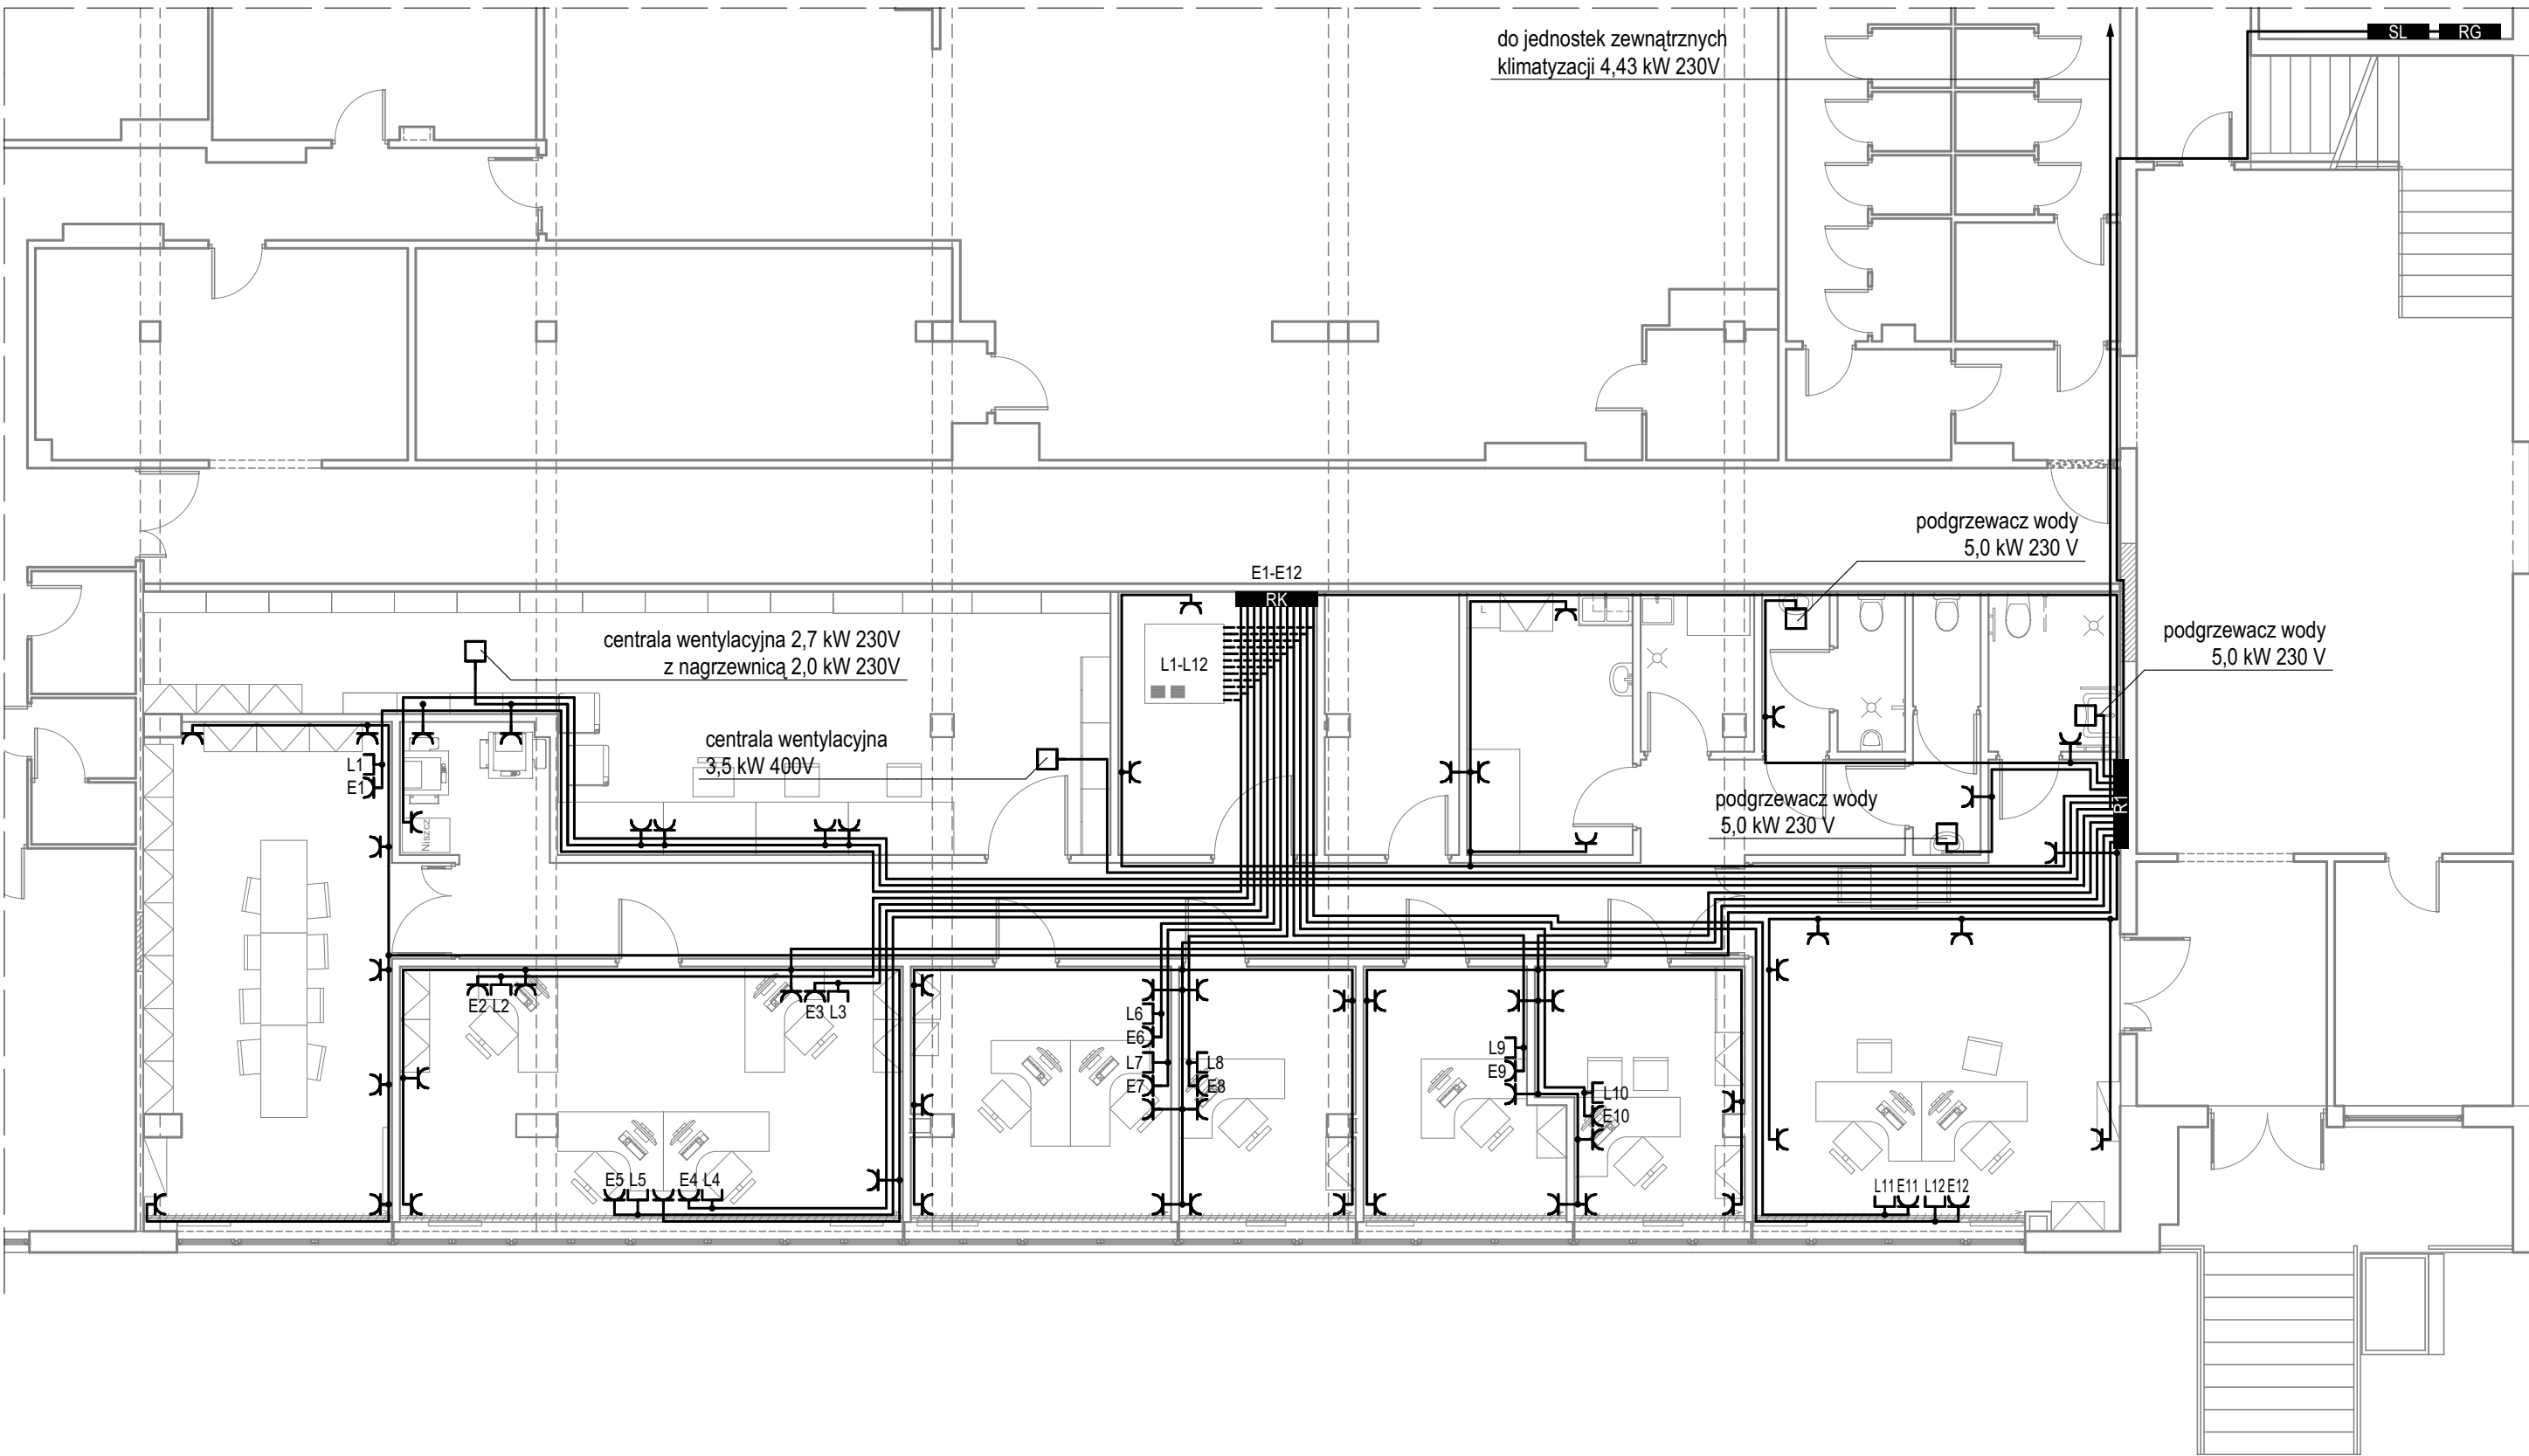 do jednostek zewnątrznych
klimatyzacji 4,43 kW 230V
SL
RG
podgrzewacz wody
5,0 kW 230 V
E1-E12
RK
L
centrala wentylacyjna 2,7 kW 230V
z nagrzewnicą 2,0 kW 230V
L1-L12
podgrzewacz wody
5,0 kW 230 V
centrala wentylacyjna
3,5 kW 400V
L1
E1
Niszcz
podgrzewacz wody
5,0 kW 230 V
R1
E2 L2
E3 L3
L6
E6
L7
E7
L8
E8
L9
E9
L10
E10
E5 L5
E4 L4
L11 E11 L12 E12